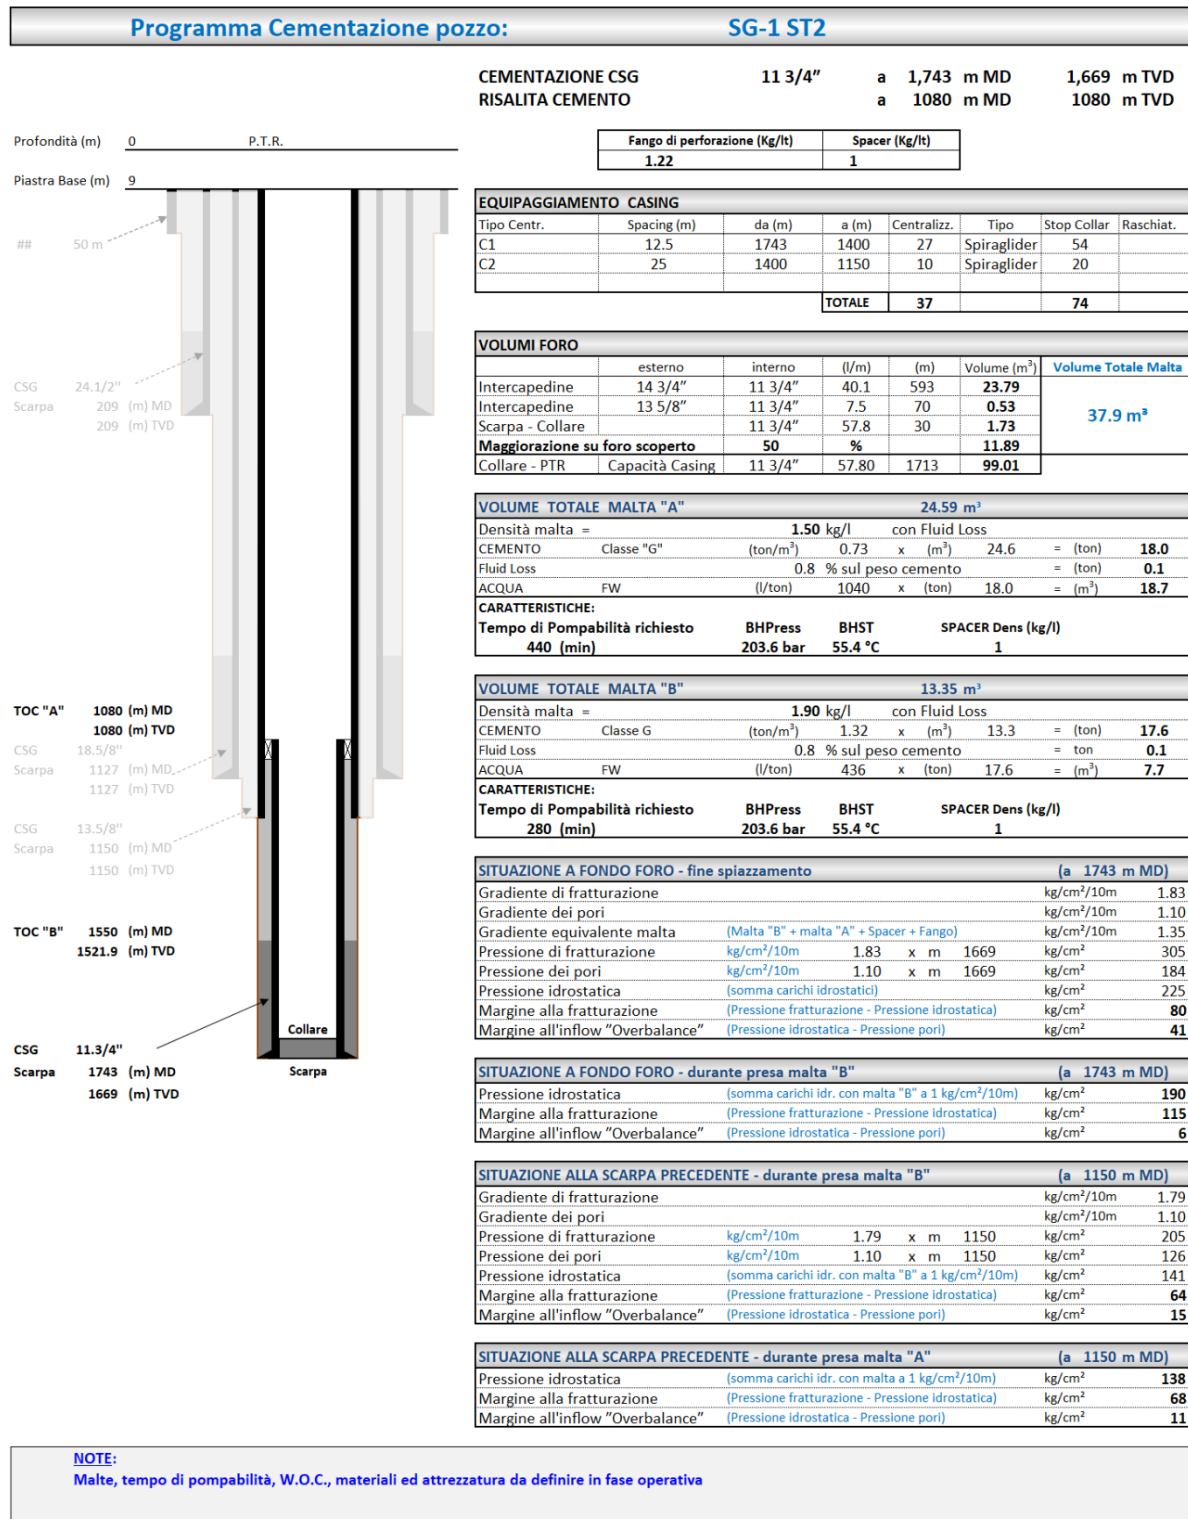 Programma Cementazione pozzo: SG-1 ST2
CEMENTAZIONE CSG 11 3/4” a 1,743 m MD 1,669 m TVD
RISALITA CEMENTO a 1080 m MD 1080 m TVD
Profondità (m) 0 P.T.R.
Piastra Base (m) 9
## 50 m
CSG 24.1/2"
Scarpa 209 (m) MD
209 (m) TVD
TOC "A" 1080 (m) MD
1080 (m) TVD
CSG 18.5/8"
Scarpa 1127 (m) MD
1127 (m) TVD
CSG 13.5/8"
Scarpa 1150 (m) MD
1150 (m) TVD
TOC "B" 1550 (m) MD
1521.9 (m) TVD
Collare
CSG 11.3/4"
Scarpa 1743 (m) MD
Scarpa
1669 (m) TVD
Fango di perforazione (Kg/lt) Spacer (Kg/lt)
1.22 1
EQUIPAGGIAMENTO CASING
Tipo Centr. Spacing (m) da (m) a (m) Centralizz. Tipo Stop Collar Raschiat.
C1 12.5 1743 1400 27 Spiraglider 54
C2 25 1400 1150 10 Spiraglider 20
TOTALE 37 74
VOLUMI FORO
esterno interno (l/m) (m) Volume (m³) Volume Totale Malta
Intercapedine 14 3/4” 11 3/4” 40.1 593 23.79
Intercapedine 13 5/8” 11 3/4” 7.5 70 0.53
37.9 m³
Scarpa - Collare 11 3/4” 57.8 30 1.73
Maggiorazione su foro scoperto 50 % 11.89
Collare - PTR Capacità Casing 11 3/4” 57.80 1713 99.01
VOLUME TOTALE MALTA "A" 24.59 m³
Densità malta = 1.50 kg/l con Fluid Loss
CEMENTO Classe "G" (ton/m³) 0.73 x (m³) 24.6 = (ton) 18.0
Fluid Loss 0.8 % sul peso cemento = (ton) 0.1
ACQUA FW (l/ton) 1040 x (ton) 18.0 = (m³) 18.7
CARATTERISTICHE:
Tempo di Pompabilità richiesto BHPress BHST SPACER Dens (kg/l)
440 (min) 203.6 bar 55.4 °C 1
VOLUME TOTALE MALTA "B" 13.35 m³
Densità malta = 1.90 kg/l con Fluid Loss
CEMENTO Classe G (ton/m³) 1.32 x (m³) 13.3 = (ton) 17.6
Fluid Loss 0.8 % sul peso cemento = ton 0.1
ACQUA FW (l/ton) 436 x (ton) 17.6 = (m³) 7.7
CARATTERISTICHE:
Tempo di Pompabilità richiesto BHPress BHST SPACER Dens (kg/l)
280 (min) 203.6 bar 55.4 °C 1
SITUAZIONE A FONDO FORO - fine spiazzamento (a 1743 m MD)
Gradiente di fratturazione kg/cm²/10m 1.83
Gradiente dei pori kg/cm²/10m 1.10
Gradiente equivalente malta (Malta "B" + malta "A" + Spacer + Fango) kg/cm²/10m 1.35
Pressione di fratturazione kg/cm²/10m 1.83 x m 1669 kg/cm² 305
Pressione dei pori kg/cm²/10m 1.10 x m 1669 kg/cm² 184
Pressione idrostatica (somma carichi idrostatici) kg/cm² 225
Margine alla fratturazione (Pressione fratturazione - Pressione idrostatica) kg/cm² 80
Margine all'inflow ”Overbalance” (Pressione idrostatica - Pressione pori) kg/cm² 41
SITUAZIONE A FONDO FORO - durante presa malta "B" (a 1743 m MD)
Pressione idrostatica (somma carichi idr. con malta "B" a 1 kg/cm²/10m) kg/cm² 190
Margine alla fratturazione (Pressione fratturazione - Pressione idrostatica) kg/cm² 115
Margine all'inflow ”Overbalance” (Pressione idrostatica - Pressione pori) kg/cm² 6
SITUAZIONE ALLA SCARPA PRECEDENTE - durante presa malta "B" (a 1150 m MD)
Gradiente di fratturazione kg/cm²/10m 1.79
Gradiente dei pori kg/cm²/10m 1.10
Pressione di fratturazione kg/cm²/10m 1.79 x m 1150 kg/cm² 205
Pressione dei pori kg/cm²/10m 1.10 x m 1150 kg/cm² 126
Pressione idrostatica (somma carichi idr. con malta "B" a 1 kg/cm²/10m) kg/cm² 141
Margine alla fratturazione (Pressione fratturazione - Pressione idrostatica) kg/cm² 64
Margine all'inflow ”Overbalance” (Pressione idrostatica - Pressione pori) kg/cm² 15
SITUAZIONE ALLA SCARPA PRECEDENTE - durante presa malta "A" (a 1150 m MD)
Pressione idrostatica (somma carichi idr. con malta a 1 kg/cm²/10m) kg/cm² 138
Margine alla fratturazione (Pressione fratturazione - Pressione idrostatica) kg/cm² 68
Margine all'inflow ”Overbalance” (Pressione idrostatica - Pressione pori) kg/cm² 11
NOTE:
Malte, tempo di pompabilità, W.O.C., materiali ed attrezzatura da definire in fase operativa